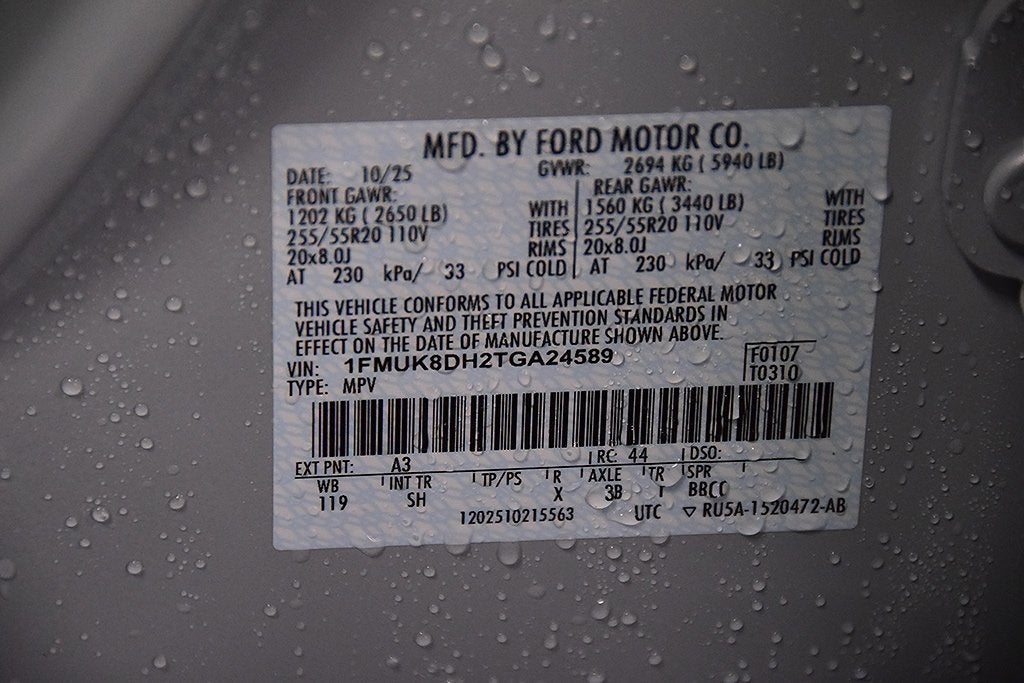 MFD. BY FORD MOTOR CO.
DATE: 10/25 GVWR: 2694 KG ( 5940 LB)
FRONT GAWR: REAR GAWR:
1202 KG ( 2650 LB) WITH 1560 KG ( 3440 LB) WITH
255/55R20 110V TIRES 255/55R20 110V TIRES
20x8.0J RIMS 20x8.0J RIMS
AT 230 kPa/ 33 PSI COLD AT 230 kPa/ 33 PSI COLD
THIS VEHICLE CONFORMS TO ALL APPLICABLE FEDERAL MOTOR
VEHICLE SAFETY AND THEFT PREVENTION STANDARDS IN
EFFECT ON THE DATE OF MANUFACTURE SHOWN ABOVE.
VIN: 1FMUK8DH2TGA24589 F0107
TYPE: MPV T0310
EXT PNT: A3 RC: 44 DSO:
WB INT TR TP/PS R AXLE TR SPR
119 SH X 3B T BBCC
1202510215563 UTC ▽ RU5A-1520472-AB